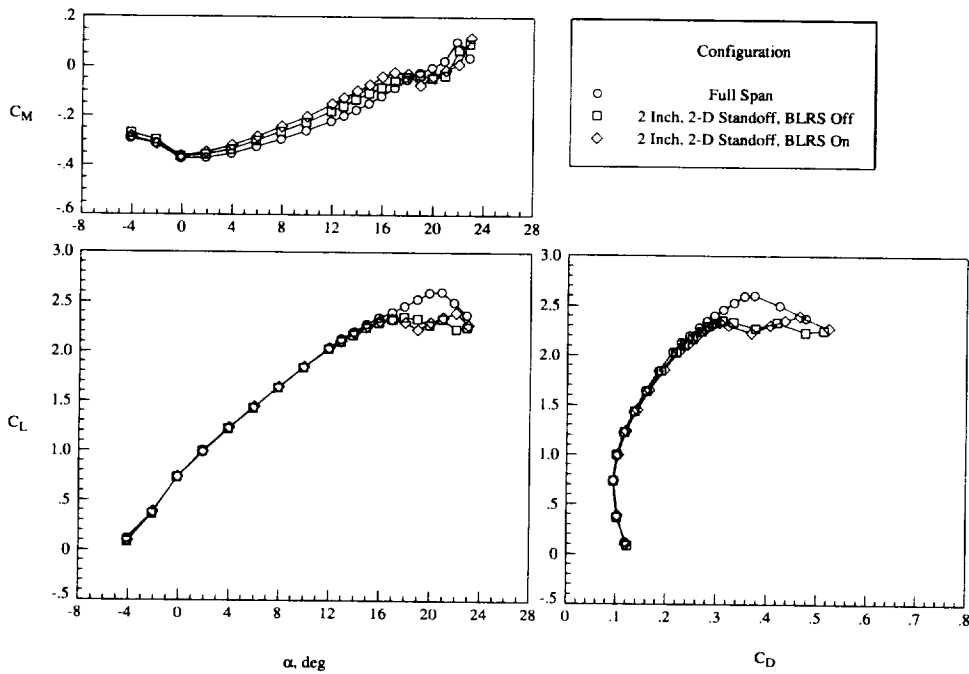 .2
0
-.2
-.4
-.6
C_M
-8 -4 0 4 8 12 16 20 24 28
Configuration
Full Span
2 Inch, 2-D Standoff, BLRS Off
2 Inch, 2-D Standoff, BLRS On
3.0
2.5
2.0
1.5
1.0
.5
0
-.5
C_L
-8 -4 0 4 8 12 16 20 24 28
α, deg
3.0
2.5
2.0
1.5
1.0
.5
0
-.5
0 .1 .2 .3 .4 .5 .6 .7 .8
C_D